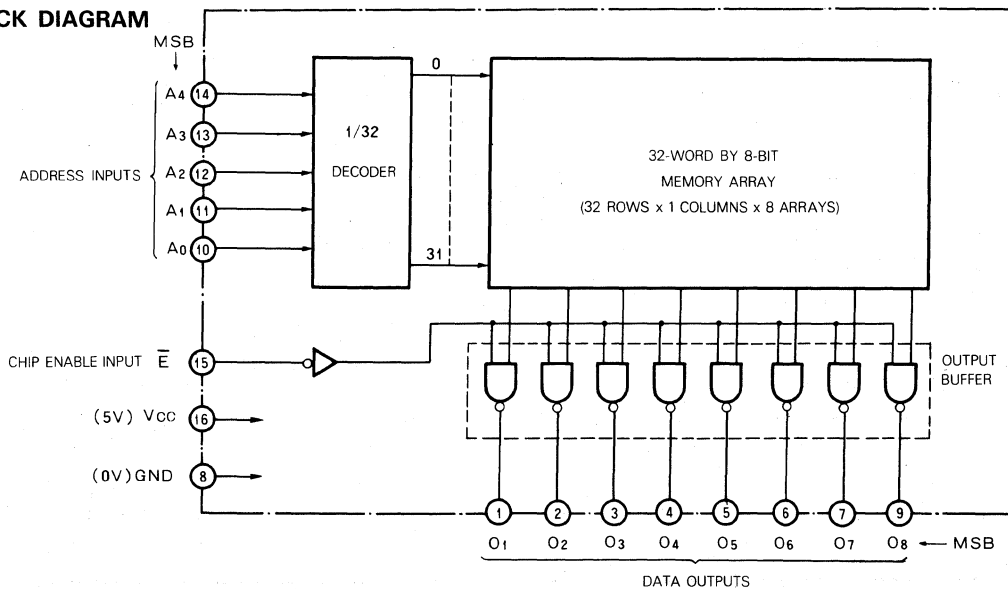 CK DIAGRAM
MSB
A4 14
A3 13
ADDRESS INPUTS A2 12
A1 11
A0 10
1/32
DECODER
0
31
32-WORD BY 8-BIT
MEMORY ARRAY
(32 ROWS x 1 COLUMNS x 8 ARRAYS)
CHIP ENABLE INPUT E̅ 15
(5V) VCC 16
(0V) GND 8
OUTPUT
BUFFER
1 2 3 4 5 6 7 9
O1 O2 O3 O4 O5 O6 O7 O8 ← MSB
DATA OUTPUTS